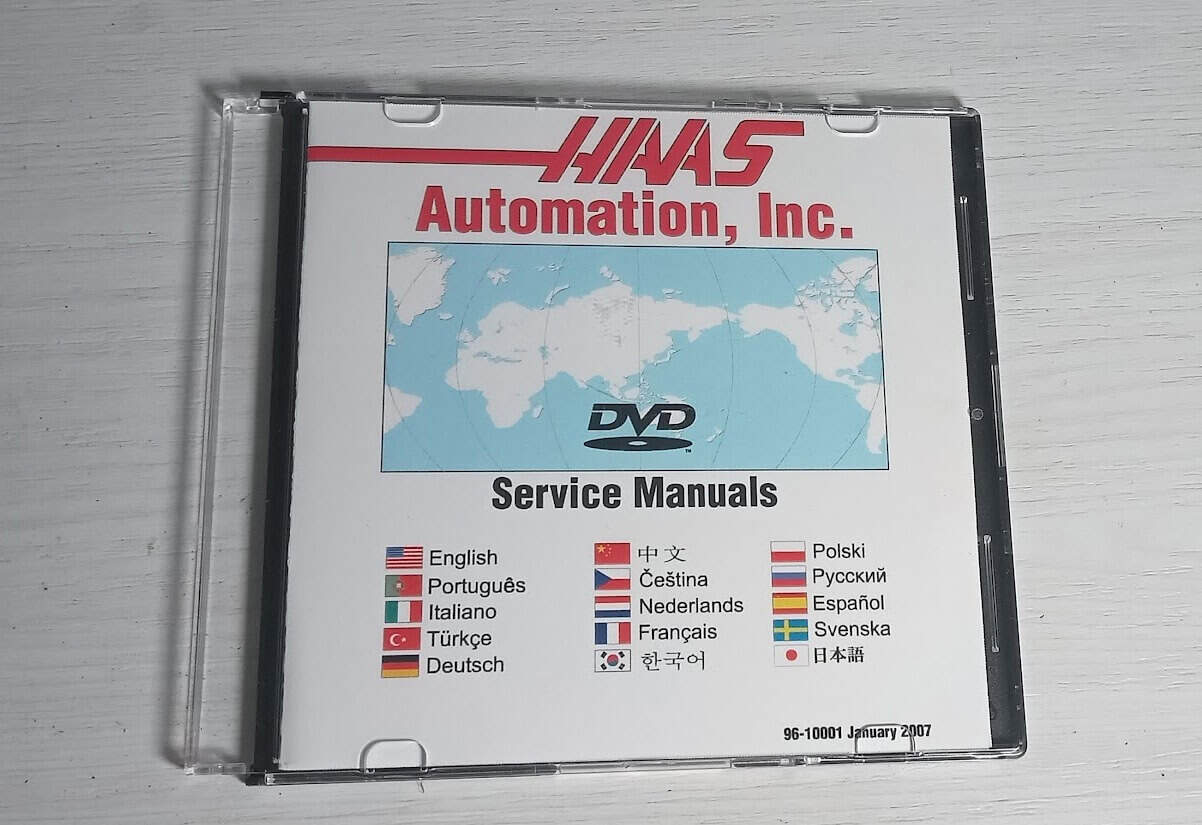 HAAS
Automation, Inc.
DVD
TM
Service Manuals
English
Português
Italiano
Türkçe
Deutsch
中文
Čeština
Nederlands
Français
한국어
Polski
Русский
Español
Svenska
日本語
96-10001 January 2007